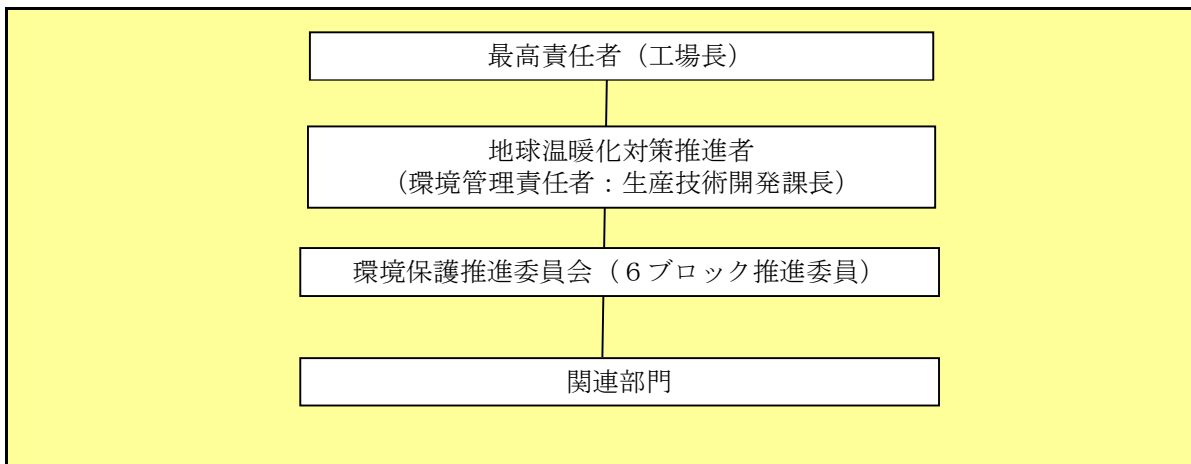 最高責任者（工場長）
地球温暖化対策推進者
（環境管理責任者：生産技術開発課長）
環境保護推進委員会（６ブロック推進委員）
関連部門